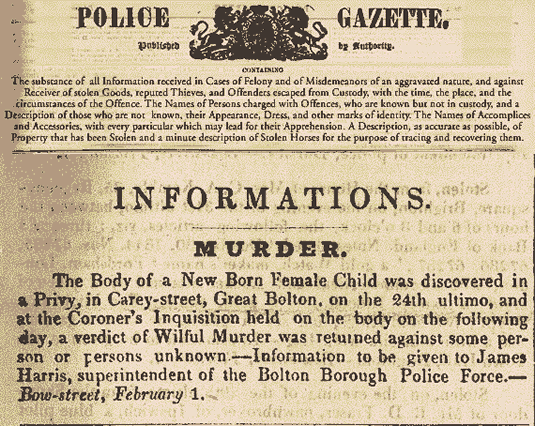 POLICE GAZETTE,
Published by Authority.
CONTAINING
The substance of all Information received in Cases of Felony and of Misdemeanors of an aggravated nature, and against
Receiver of stolen Goods, reputed Thieves, and Offenders escaped from Custody, with the time, the place, and the
circumstances of the Offence. The Names of Persons charged with Offences, who are known but not in custody, and a
Description of those who are not known, their Appearance, Dress, and other marks of identity. The Names of Accomplices
and Accessories, with every particular which may lead for their Apprehension. A Description, as accurate as possible, of
Property that has been Stolen and a minute description of Stolen Horses for the purpose of tracing and recovering them.
INFORMATIONS.
MURDER.
The Body of a New Born Female Child was discovered in
a Privy, in Carey-street, Great Bolton, on the 24th ultimo, and
at the Coroner's Inquisition held on the body on the following
day, a verdict of Wilful Murder was returned against some per-
son or persons unknown.—Information to be given to James
Harris, superintendent of the Bolton Borough Police Force.—
Bow-street, February 1.